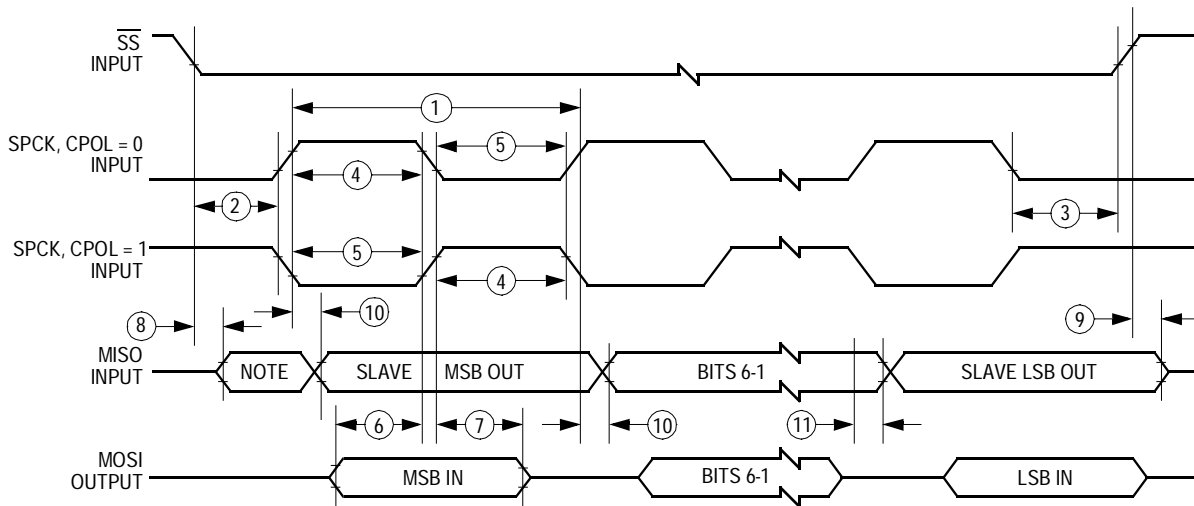 SS
INPUT
1
SPCK, CPOL = 0
INPUT
5
4
2
3
SPCK, CPOL = 1
INPUT
5
4
8
10
9
MISO
INPUT
NOTE
SLAVE
MSB OUT
BITS 6-1
SLAVE LSB OUT
6
7
10
11
MOSI
OUTPUT
MSB IN
BITS 6-1
LSB IN